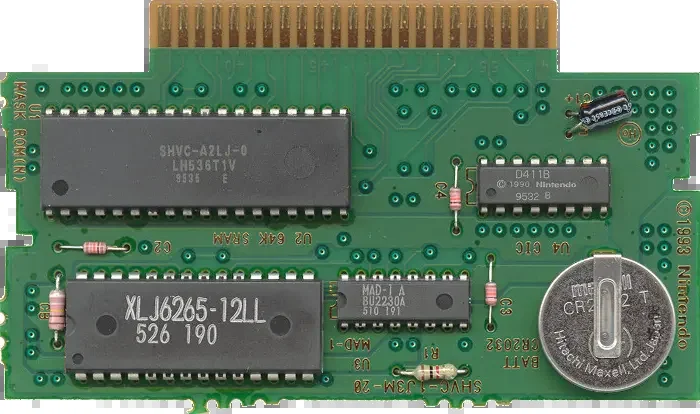 C1+
U1
MASK ROM(N)
SHVC-A2LJ-0
LH536T1V
9535 E
D411B
© 1990 Nintendo
9532 B
C4
U4 CIC
U2 64K SRAM
C2
©1993 Nintendo
XLJ6265-12LL
526 190
MAD-1 A
BU2230A
510 191
C3
MAD-1
U3
R1
SHVC-1J3M-20
CR2032
BATT
maxell
T
Hitachi Maxell, Ltd. Japan